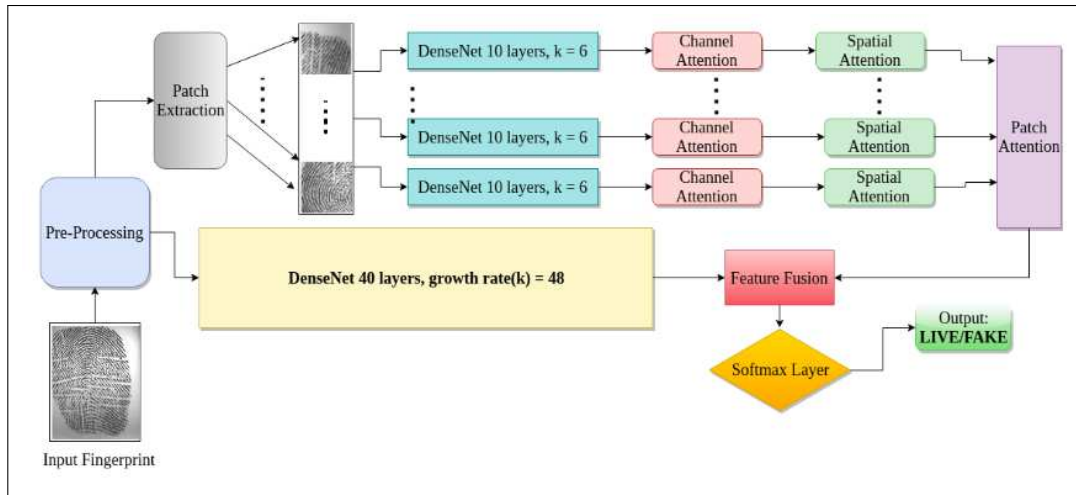 Patch
Extraction
DenseNet 10 layers, k = 6
Channel
Attention
Spatial
Attention
DenseNet 10 layers, k = 6
Channel
Attention
Spatial
Attention
Patch
Attention
DenseNet 10 layers, k = 6
Channel
Attention
Spatial
Attention
Pre-Processing
DenseNet 40 layers, growth rate(k) = 48
Feature Fusion
Output:
LIVE/FAKE
Softmax Layer
Input Fingerprint